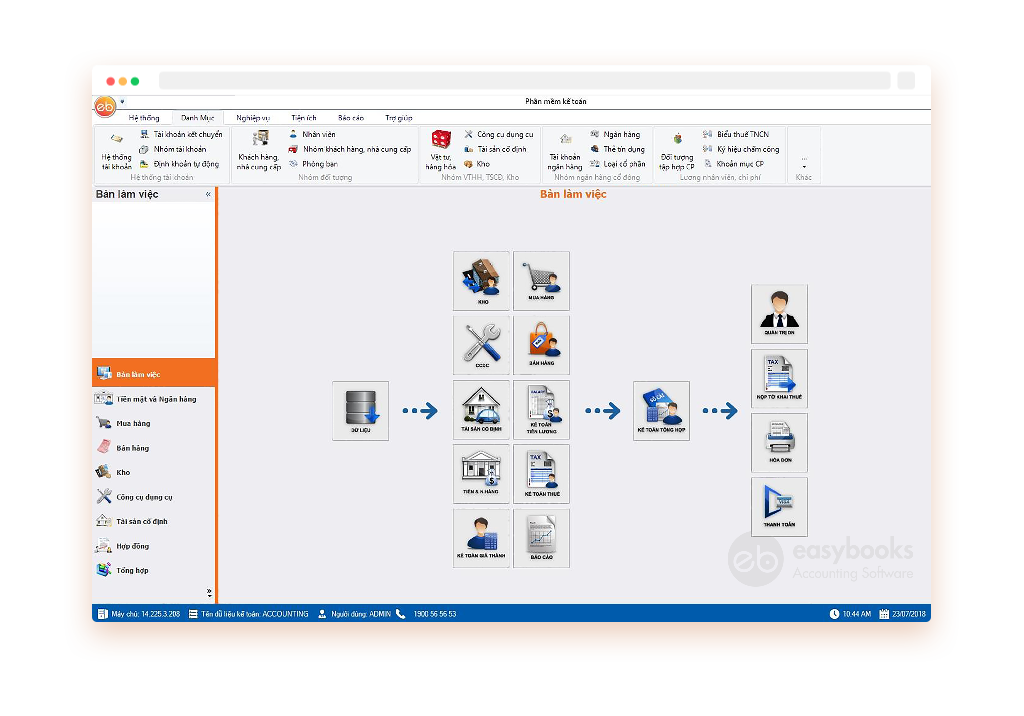 Phần mềm kế toán
eb
Hệ thống Danh Mục Nghiệp vụ Tiện ích Báo cáo Trợ giúp
Hệ thống tài khoản
Tài khoản kết chuyển
Nhóm tài khoản
Định khoản tự động
Hệ thống tài khoản
Khách hàng, nhà cung cấp
Nhân viên
Nhóm khách hàng, nhà cung cấp
Phòng ban
Nhóm đối tượng
Vật tư, hàng hóa
Công cụ dụng cụ
Tài sản cố định
Kho
Nhóm VTHH, TSCĐ, Kho
Tài khoản ngân hàng
Ngân hàng
Thẻ tín dụng
Loại cổ phần
Nhóm ngân hàng cổ đông
Đối tượng tập hợp CP
Biểu thuế TNCN
Ký hiệu chấm công
Khoản mục CP
Lương nhân viên, chi phí
...
Khác
Bàn làm việc «
Bàn làm việc
Bàn làm việc
Tiền mặt và Ngân hàng
Mua hàng
Bán hàng
Kho
Công cụ dụng cụ
Tài sản cố định
Hợp đồng
Tổng hợp
DỮ LIỆU
KHO
MUA HÀNG
CCDC
BÁN HÀNG
TÀI SẢN CỐ ĐỊNH
SALARY
KẾ TOÁN
TIỀN LƯƠNG
TIỀN & N.HÀNG
TAX
KẾ TOÁN THUẾ
KẾ TOÁN GIÁ THÀNH
BÁO CÁO
SỔ CÁI
KẾ TOÁN TỔNG HỢP
QUẢN TRỊ DN
TAX
NỘP TỜ KHAI THUẾ
HÓA ĐƠN
VISA
THANH TOÁN
eb easybooks
Accounting Software
Máy chủ: 14.225.3.208 Tên dữ liệu kế toán: ACCOUNTING Người dùng: ADMIN 1900 56 56 53 10:44 AM 23/07/2018